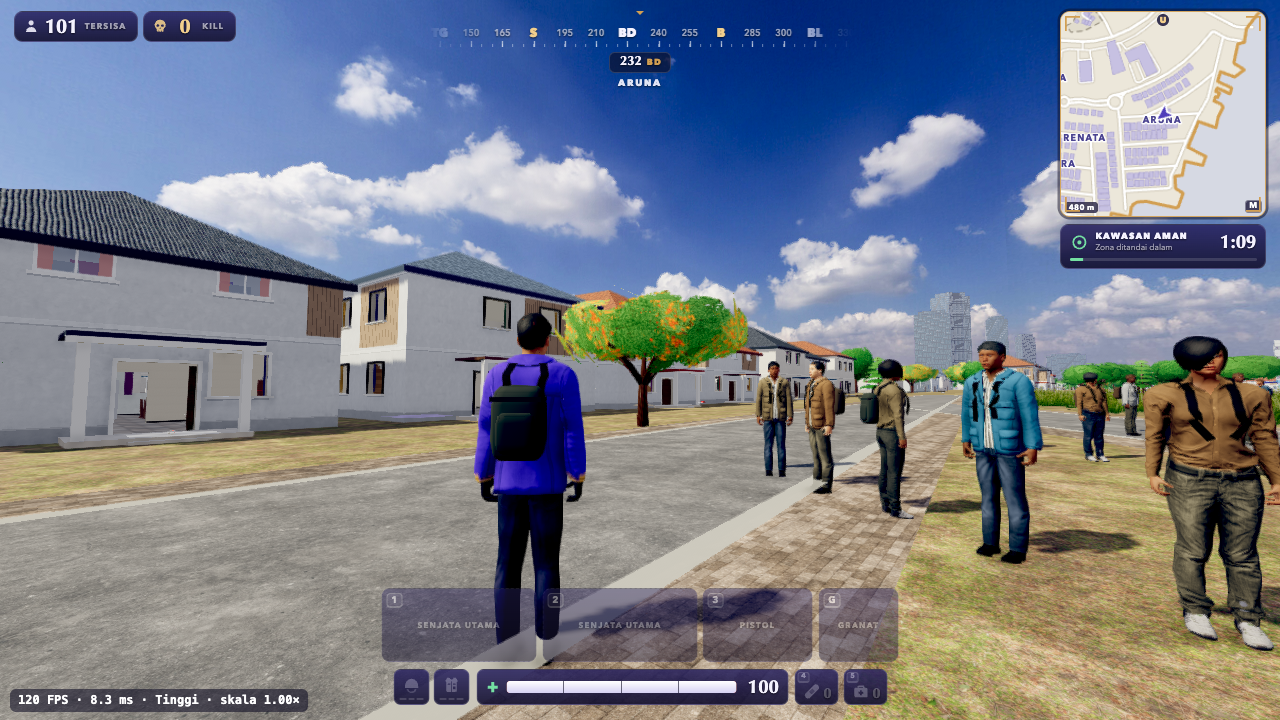 101 TERSISA
0 KILL
TG 150 165 S 195 210 BD 240 255 B 285 300 BL
232 BD
ARUNA
U
ARUNA
RENATA
RA
480 m
M
KAWASAN AMAN
Zona ditandai dalam
1:09
1 SENJATA UTAMA
2 SENJATA UTAMA
3 PISTOL
G GRANAT
100
4 0
5 0
120 FPS · 8.3 ms · Tinggi · skala 1.00×